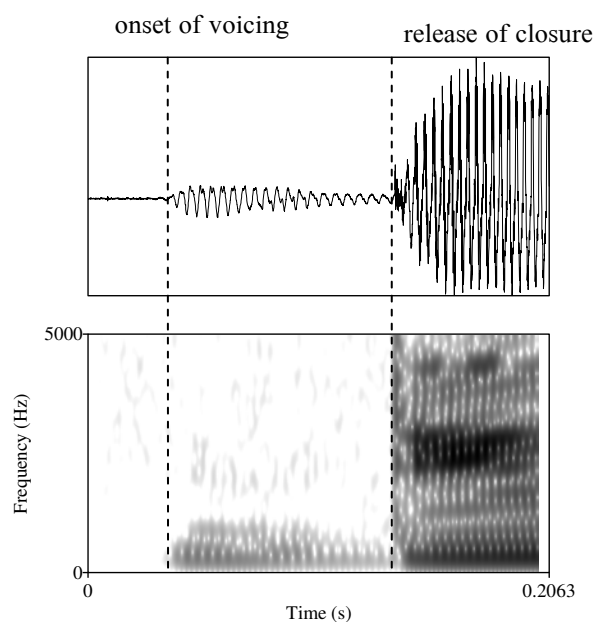 onset of voicing
release of closure
5000
Frequency (Hz)
0
0
0.2063
Time (s)